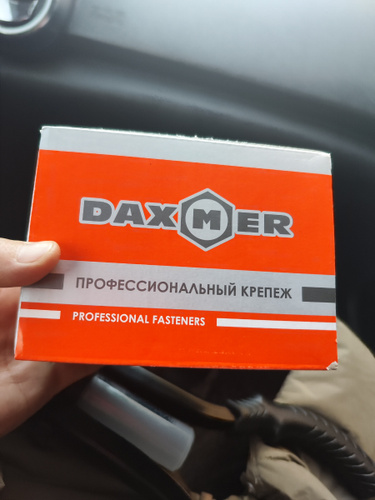 DAXMER
ПРОФЕССИОНАЛЬНЫЙ КРЕПЕЖ
PROFESSIONAL FASTENERS